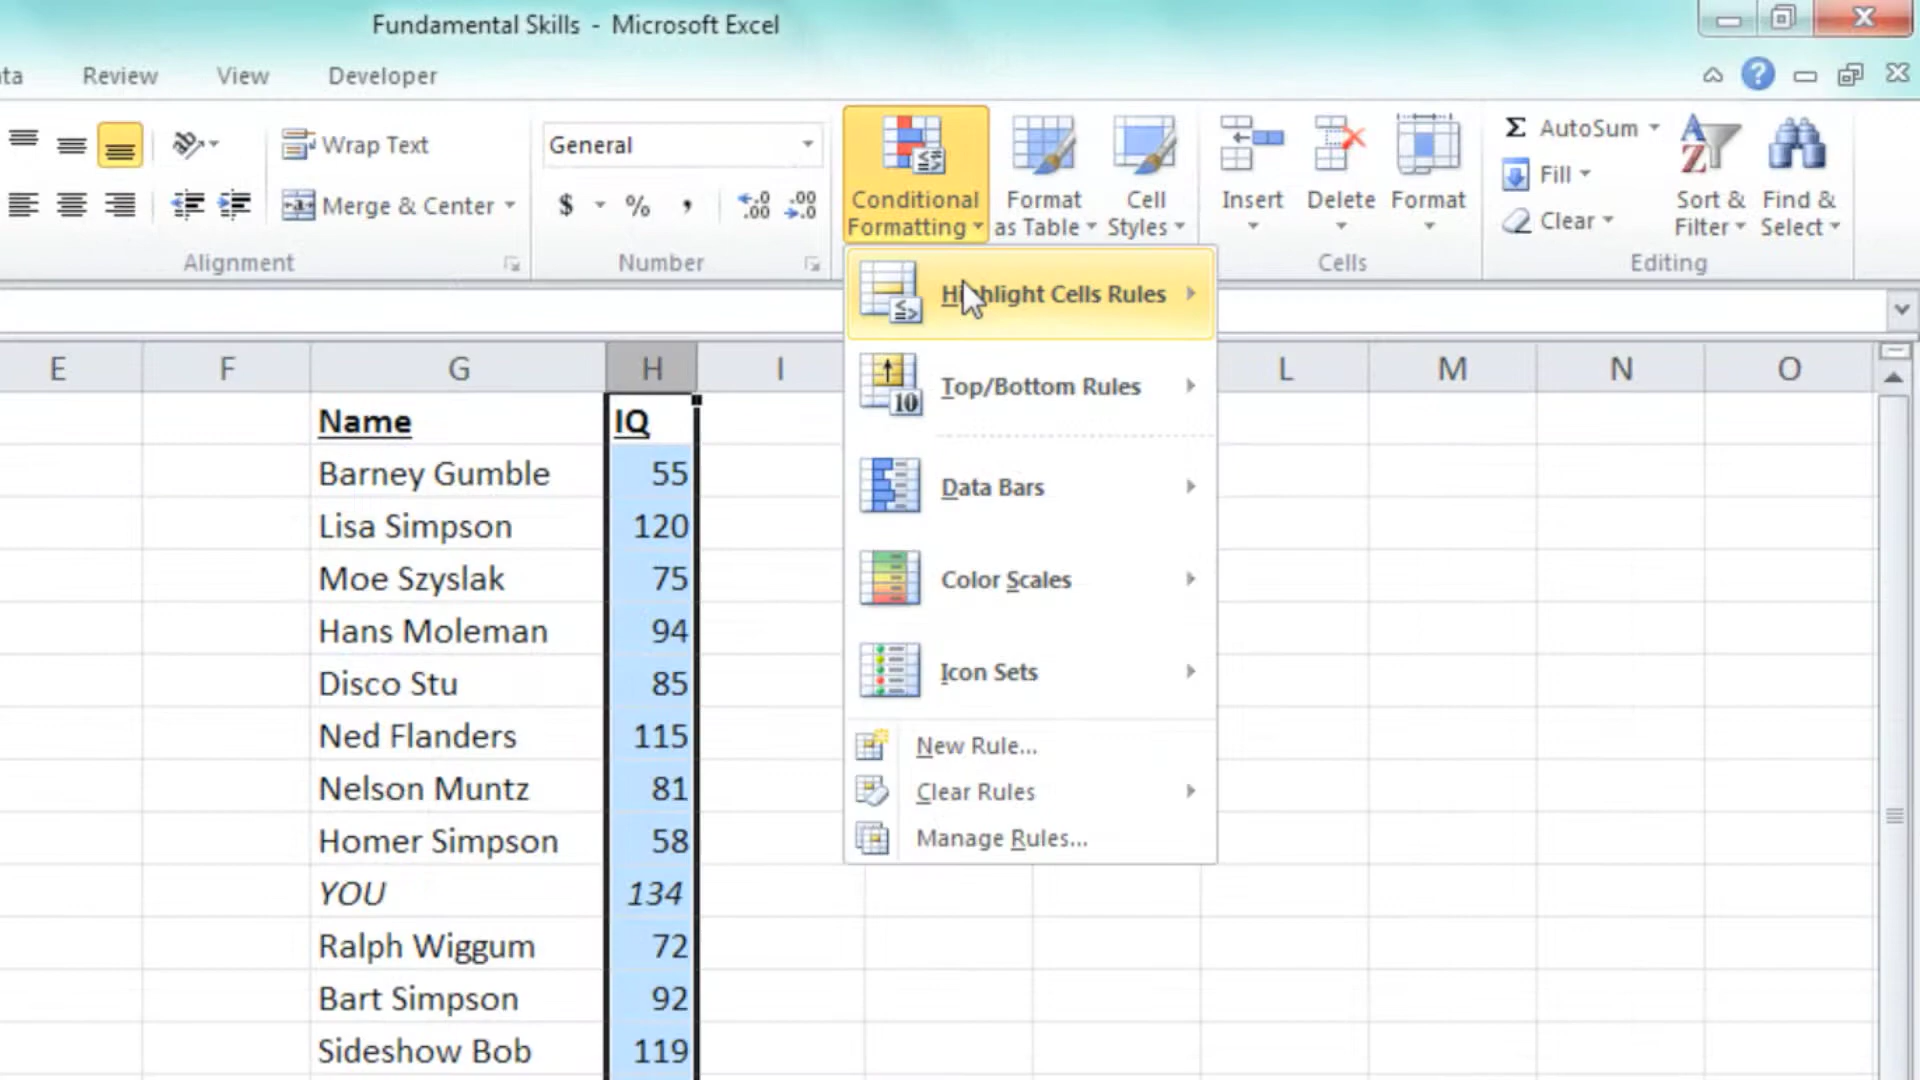 Fundamental Skills - Microsoft Excel
ta Review View Developer
Wrap Text
General
Merge & Center
$ % ,
Alignment
Number
Conditional Formatting
Format as Table
Cell Styles
Insert
Delete
Format
Cells
Σ AutoSum
Fill
Clear
Sort & Filter
Find & Select
Editing
Highlight Cells Rules
Top/Bottom Rules
Data Bars
Color Scales
Icon Sets
New Rule...
Clear Rules
Manage Rules...
E F G H I L M N O
Name IQ
Barney Gumble 55
Lisa Simpson 120
Moe Szyslak 75
Hans Moleman 94
Disco Stu 85
Ned Flanders 115
Nelson Muntz 81
Homer Simpson 58
YOU 134
Ralph Wiggum 72
Bart Simpson 92
Sideshow Bob 119